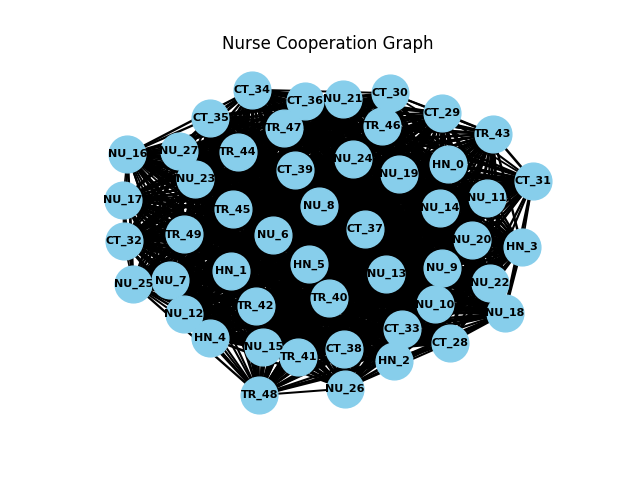 Nurse Cooperation Graph
CT_34
CT_36
NU_21
CT_30
CT_35
TR_47
TR_46
CT_29
TR_43
NU_16
NU_27
TR_44
NU_24
HN_0
NU_23
CT_39
NU_19
CT_31
NU_17
TR_45
NU_8
NU_14
NU_11
CT_32
TR_49
NU_6
CT_37
NU_20
HN_3
NU_25
NU_7
HN_1
HN_5
NU_13
NU_9
NU_22
NU_12
TR_42
TR_40
NU_10
NU_18
HN_4
NU_15
TR_41
CT_38
CT_33
HN_2
CT_28
TR_48
NU_26